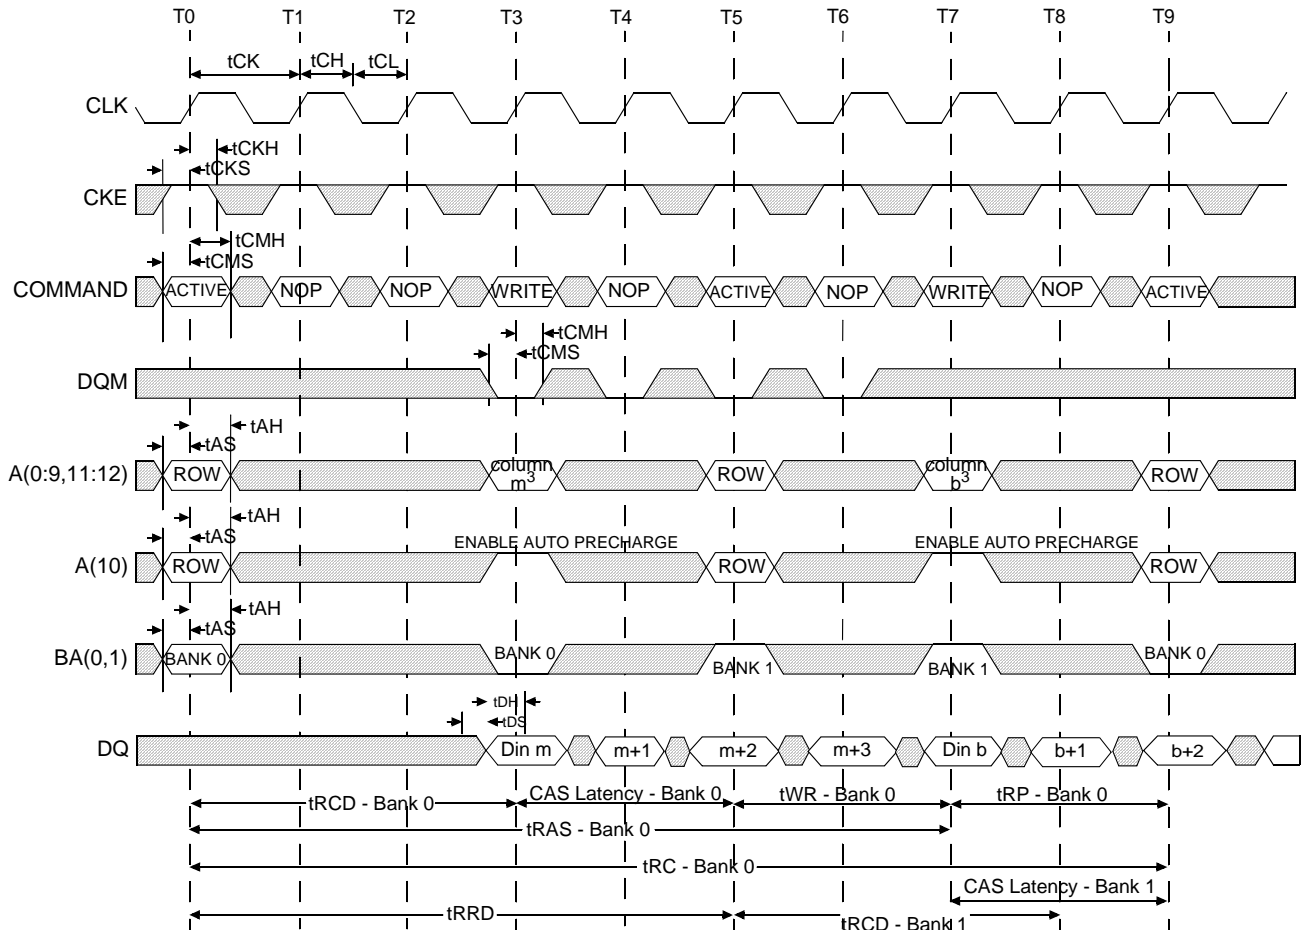 T0 T1 T2 T3 T4 T5 T6 T7 T8 T9
tCK tCH tCL
CLK
tCKH
tCKS
CKE
tCMH
tCMS
COMMAND ACTIVE NOP NOP WRITE NOP ACTIVE NOP WRITE NOP ACTIVE
tCMH
tCMS
DQM
tAH
tAS
A(0:9,11:12) ROW column m3 ROW column b3 ROW
tAH
tAS
ENABLE AUTO PRECHARGE ENABLE AUTO PRECHARGE
A(10) ROW ROW ROW
tAH
tAS
BA(0,1) BANK 0 BANK 0 BANK 1 BANK 1 BANK 0
tDH
tDS
DQ Din m m+1 m+2 m+3 Din b b+1 b+2
tRCD - Bank 0 CAS Latency - Bank 0 tWR - Bank 0 tRP - Bank 0
tRAS - Bank 0
tRC - Bank 0
CAS Latency - Bank 1
tRRD tRCD - Bank 1